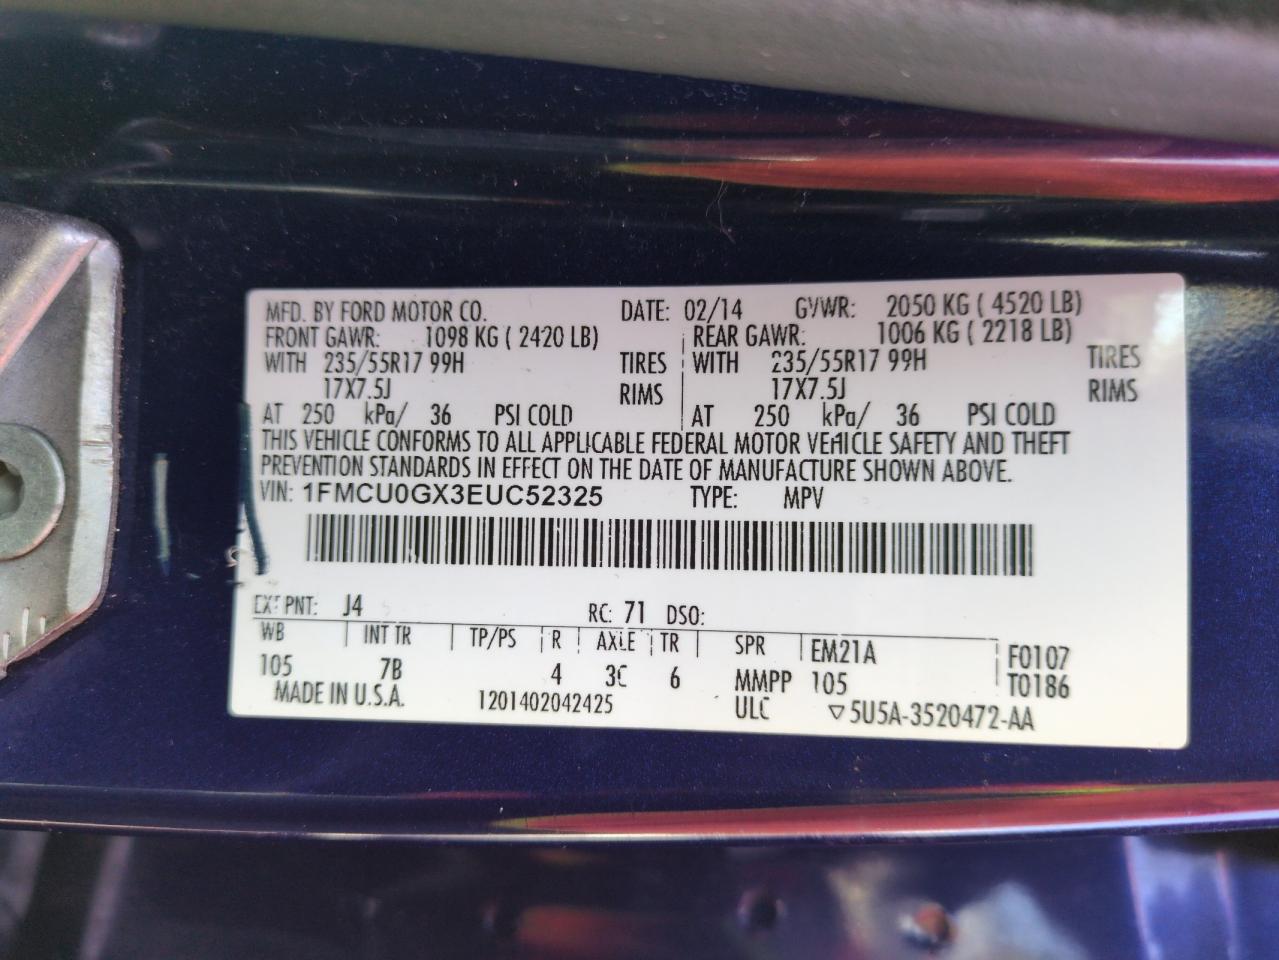 MFD. BY FORD MOTOR CO. DATE: 02/14 GVWR: 2050 KG ( 4520 LB)
FRONT GAWR: 1098 KG ( 2420 LB) REAR GAWR: 1006 KG ( 2218 LB)
WITH 235/55R17 99H TIRES WITH 235/55R17 99H TIRES
17X7.5J RIMS 17X7.5J RIMS
AT 250 kPa/ 36 PSI COLD AT 250 kPa/ 36 PSI COLD
THIS VEHICLE CONFORMS TO ALL APPLICABLE FEDERAL MOTOR VEHICLE SAFETY AND THEFT
PREVENTION STANDARDS IN EFFECT ON THE DATE OF MANUFACTURE SHOWN ABOVE.
VIN: 1FMCU0GX3EUC52325 TYPE: MPV
EXT PNT: J4 RC: 71 DSO:
WB INT TR TP/PS R AXLE TR SPR EM21A F0107
105 7B 4 3C 6 MMPP 105 T0186
MADE IN U.S.A. 1201402042425 ULC ▽5U5A-3520472-AA